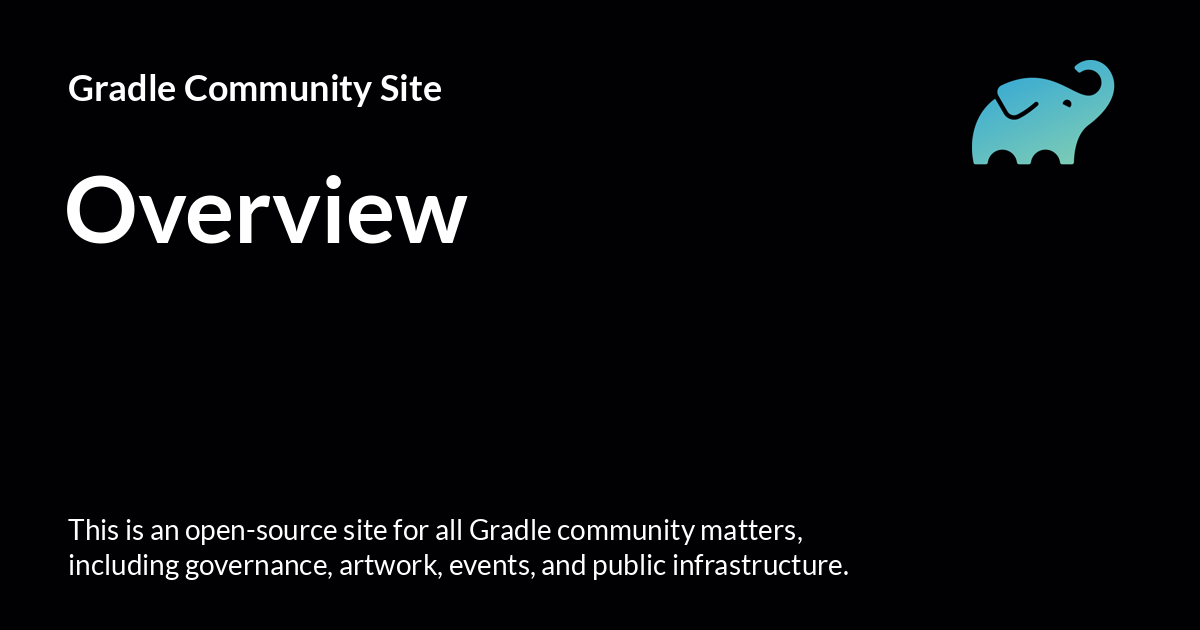 Gradle Community Site
Overview
This is an open-source site for all Gradle community matters,
including governance, artwork, events, and public infrastructure.